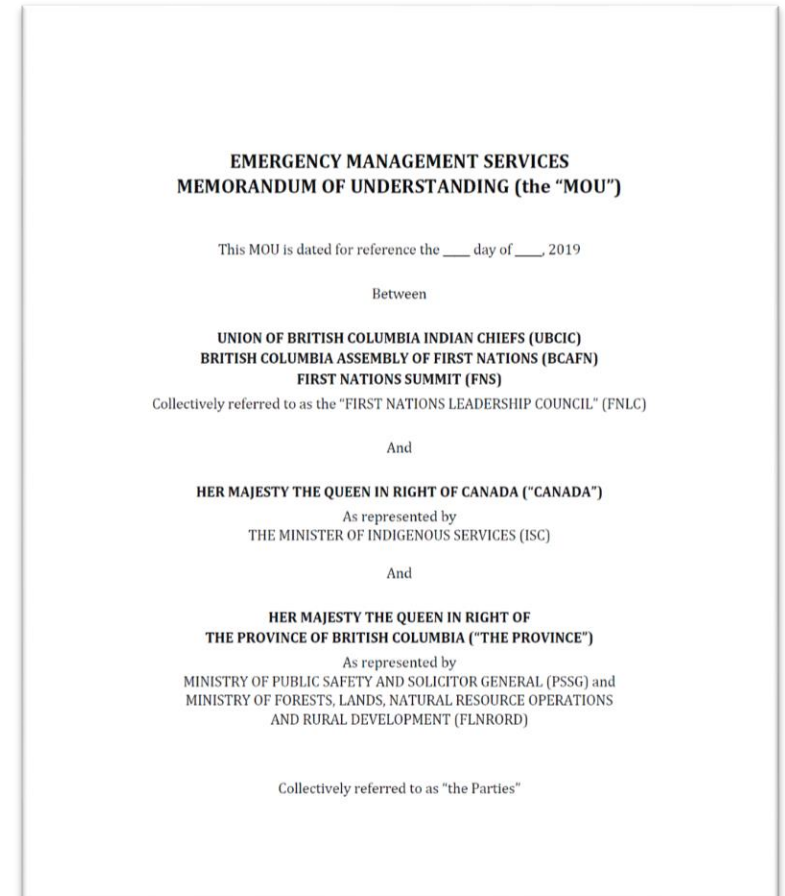 EMERGENCY MANAGEMENT SERVICES
MEMORANDUM OF UNDERSTANDING (the “MOU”)
This MOU is dated for reference the ____ day of ____, 2019
Between
UNION OF BRITISH COLUMBIA INDIAN CHIEFS (UBCIC)
BRITISH COLUMBIA ASSEMBLY OF FIRST NATIONS (BCAFN)
FIRST NATIONS SUMMIT (FNS)
Collectively referred to as the “FIRST NATIONS LEADERSHIP COUNCIL” (FNLC)
And
HER MAJESTY THE QUEEN IN RIGHT OF CANADA (“CANADA”)
As represented by
THE MINISTER OF INDIGENOUS SERVICES (ISC)
And
HER MAJESTY THE QUEEN IN RIGHT OF
THE PROVINCE OF BRITISH COLUMBIA (“THE PROVINCE”)
As represented by
MINISTRY OF PUBLIC SAFETY AND SOLICITOR GENERAL (PSSG) and
MINISTRY OF FORESTS, LANDS, NATURAL RESOURCE OPERATIONS
AND RURAL DEVELOPMENT (FLNRORD)
Collectively referred to as “the Parties”